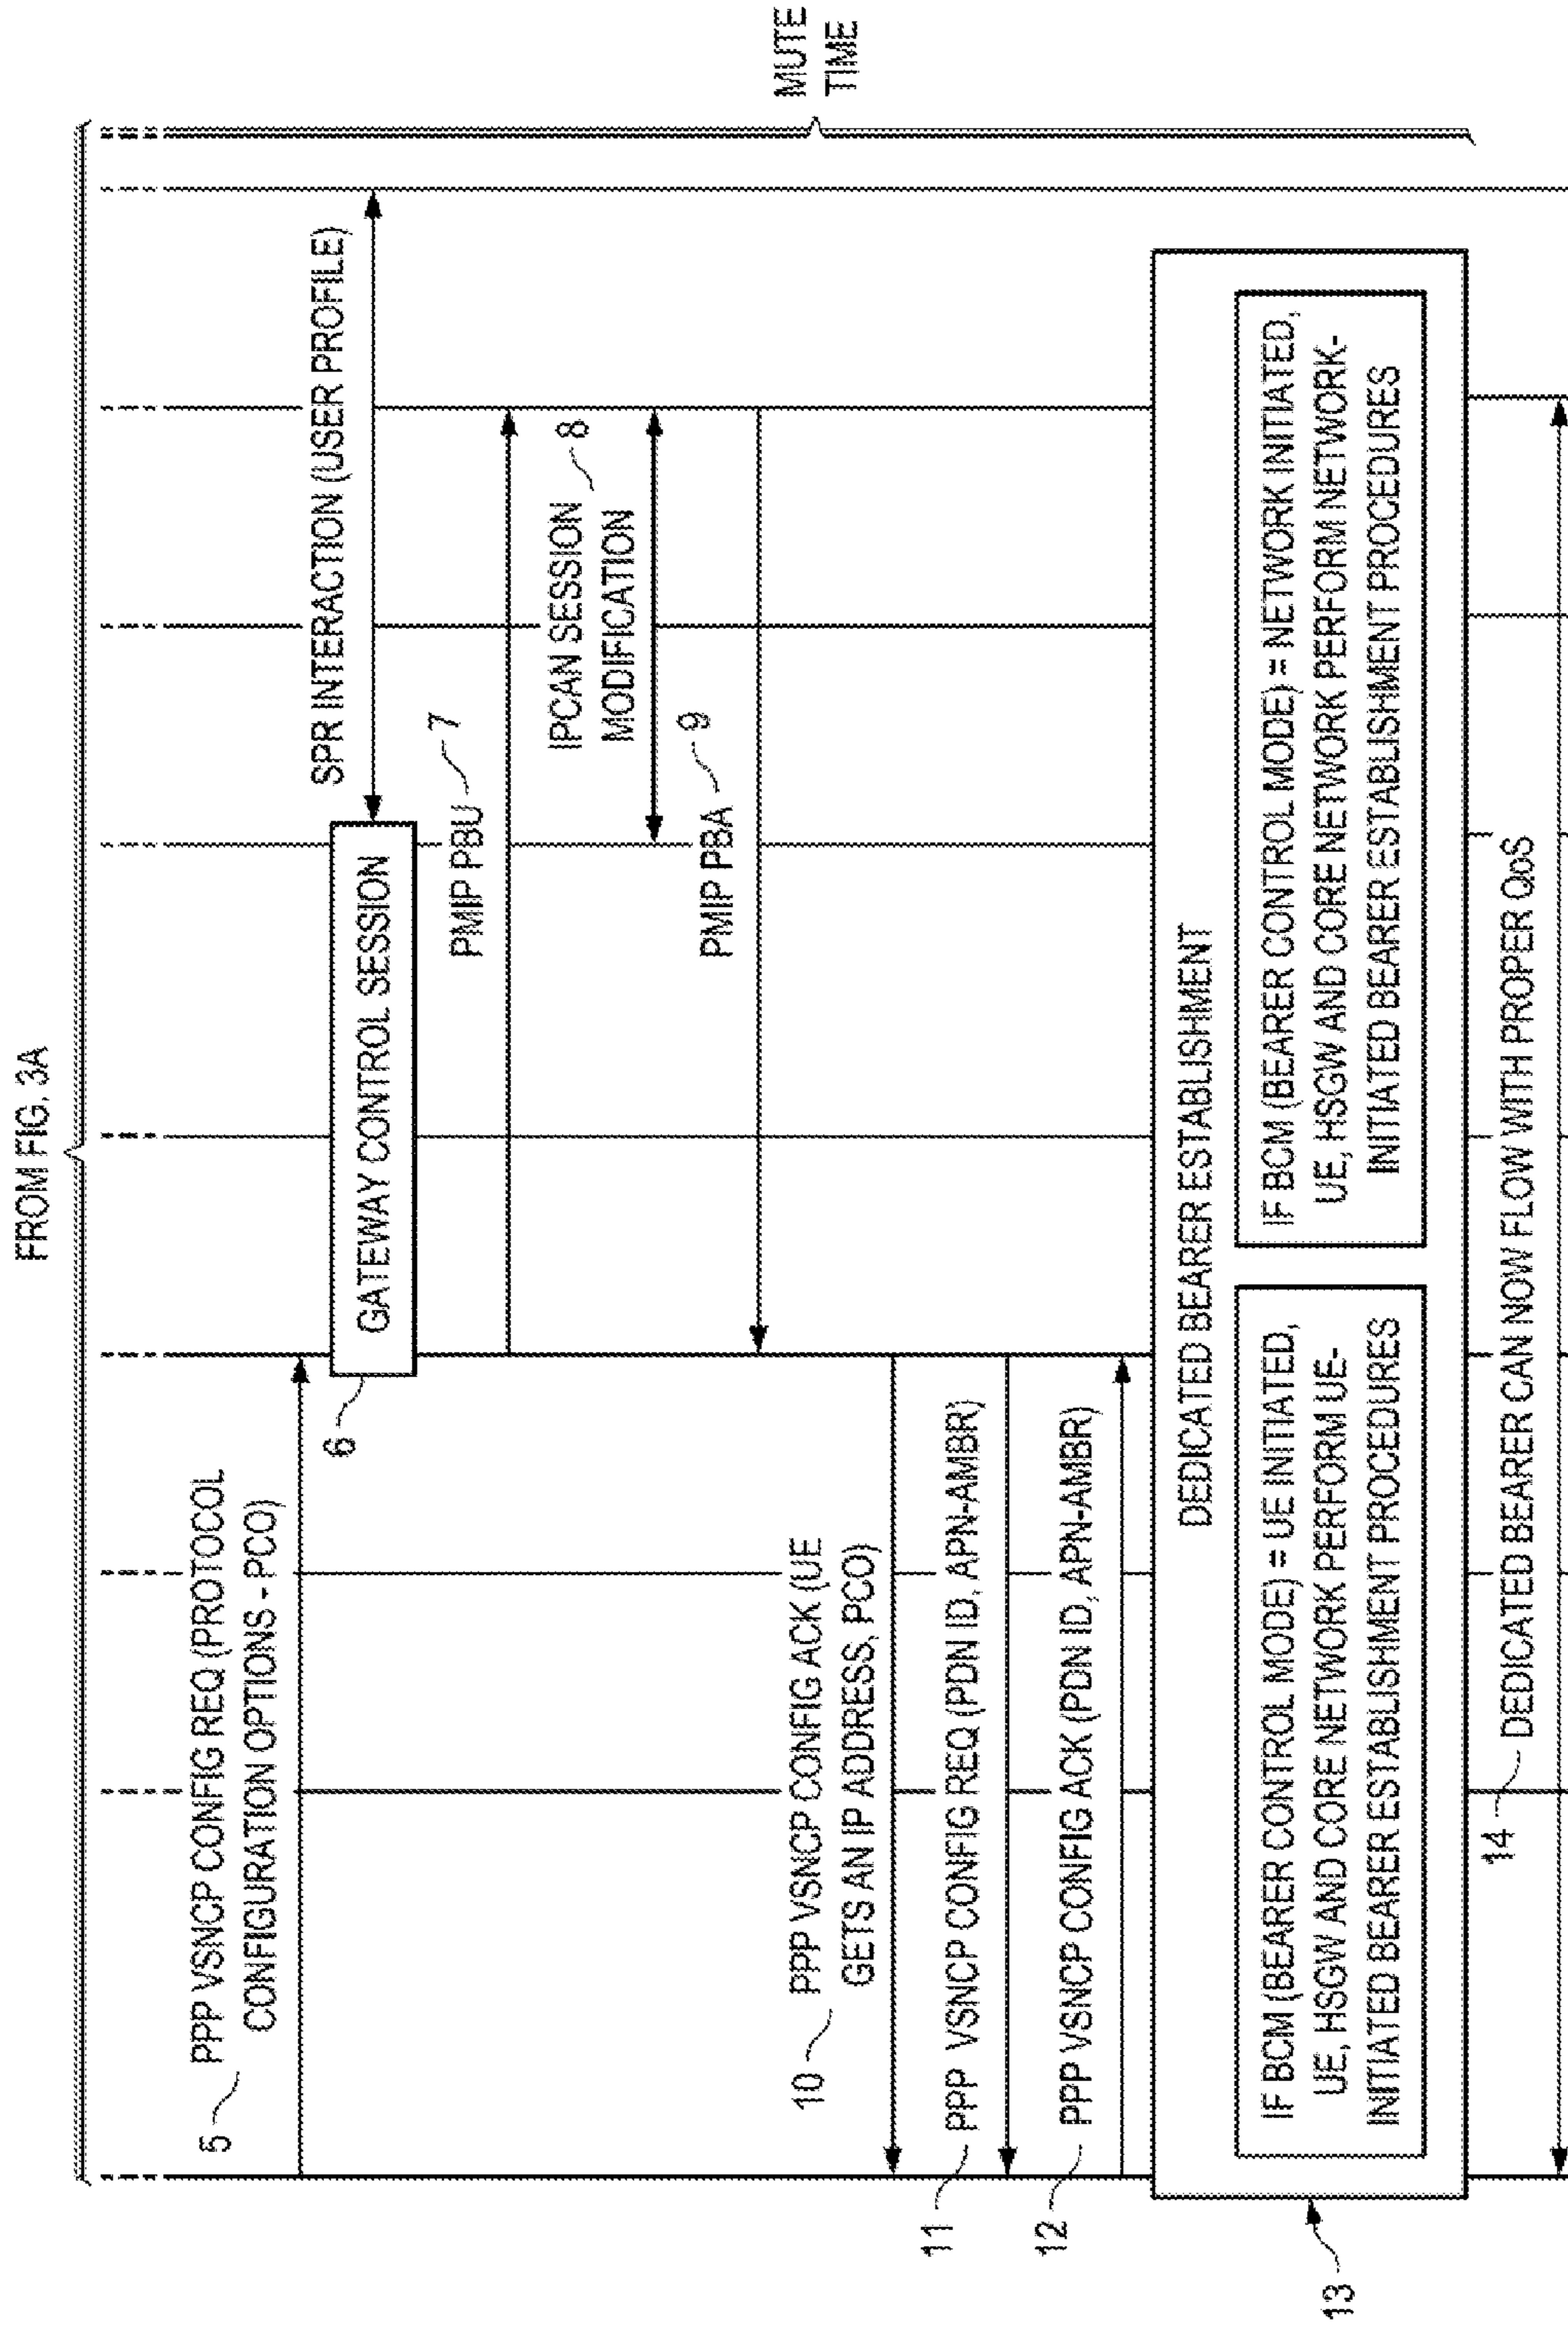 FROM FIG. 3A
5
PPP VSNCP CONFIG REQ (PROTOCOL
CONFIGURATION OPTIONS - PCO)
SPR INTERACTION (USER PROFILE)
6
GATEWAY CONTROL SESSION
PMIP PBU
7
IPCAN SESSION
MODIFICATION
8
PMIP PBA
9
10
PPP VSNCP CONFIG ACK (UE
GETS AN IP ADDRESS, PCO)
11
PPP VSNCP CONFIG REQ (PDN ID, APN-AMBR)
12
PPP VSNCP CONFIG ACK (PDN ID, APN-AMBR)
MUTE
TIME
13
DEDICATED BEARER ESTABLISHMENT
IF BCM (BEARER CONTROL MODE) = UE INITIATED,
UE, HSGW AND CORE NETWORK PERFORM UE-
INITIATED BEARER ESTABLISHMENT PROCEDURES
IF BCM (BEARER CONTROL MODE) = NETWORK INITIATED,
UE, HSGW AND CORE NETWORK PERFORM NETWORK-
INITIATED BEARER ESTABLISHMENT PROCEDURES
14
DEDICATED BEARER CAN NOW FLOW WITH PROPER QoS